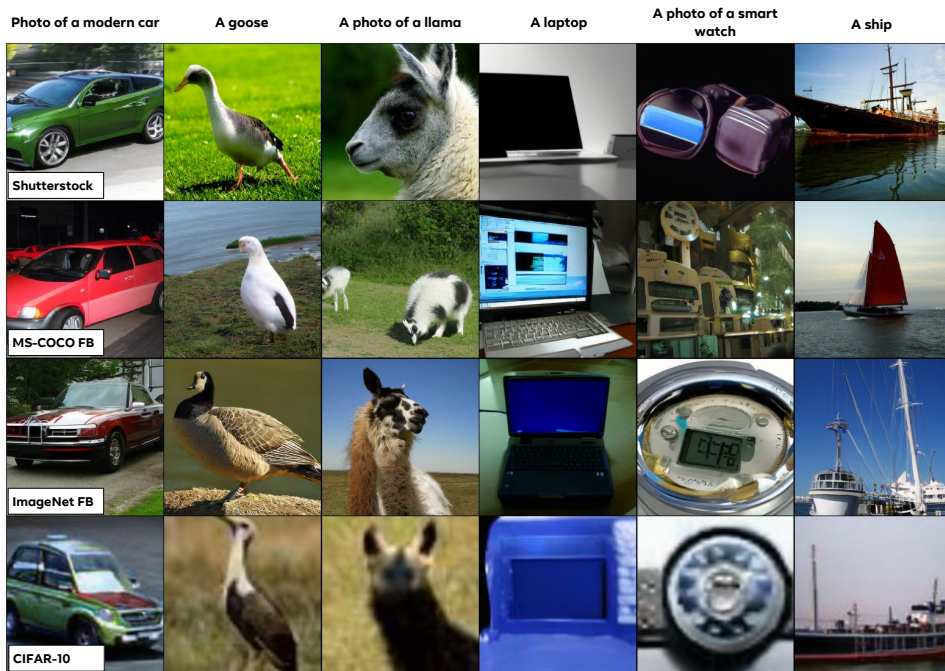 Photo of a modern car
A goose
A photo of a llama
A laptop
A photo of a smart
watch
A ship
Shutterstock
MS-COCO FB
ImageNet FB
CIFAR-10